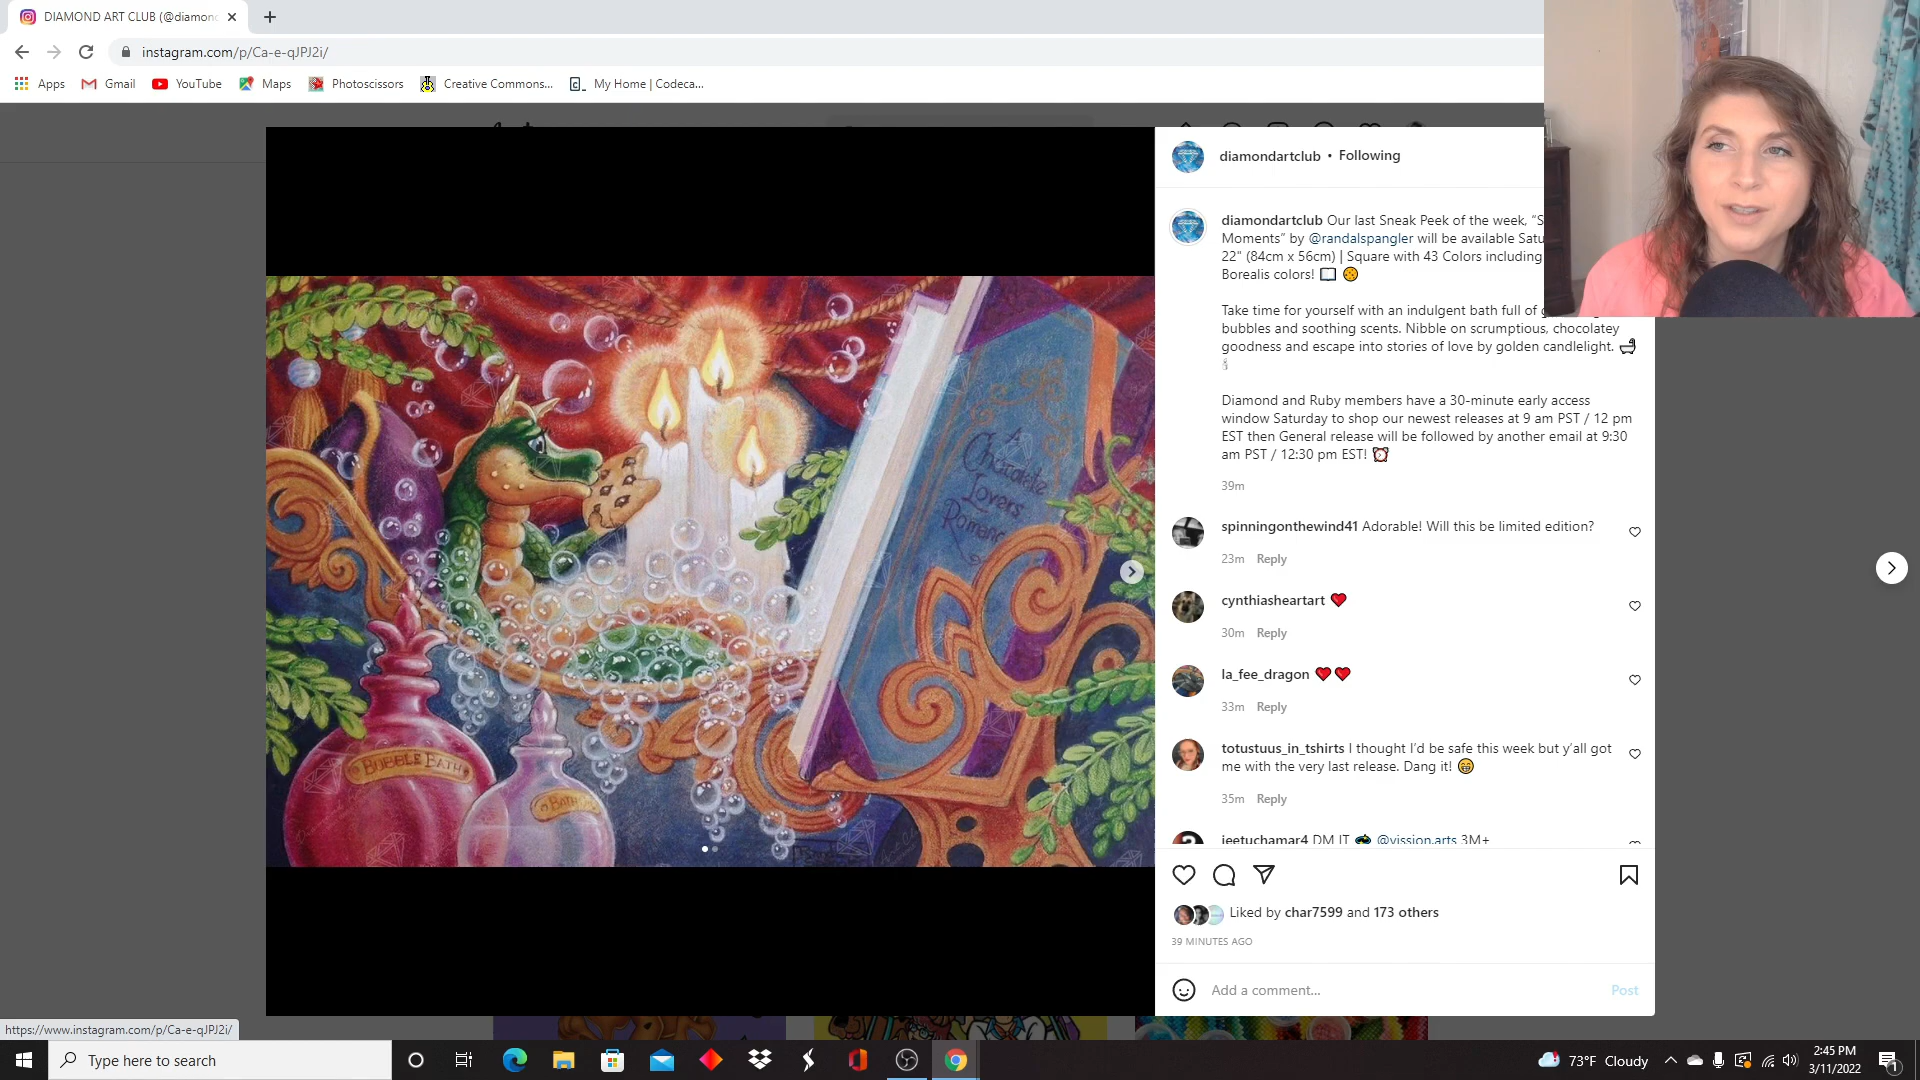 DIAMOND ART CLUB (@diamond
instagram.com/p/Ca-e-qJPJ2i/
Apps Gmail YouTube Maps Photoscissors Creative Commons... My Home | Codeca...
diamondartclub • Following
diamondartclub Our last Sneak Peek of the week, “S
Moments” by @randalspangler will be available Satu
22" (84cm x 56cm) | Square with 43 Colors including
Borealis colors!
Take time for yourself with an indulgent bath full of g
bubbles and soothing scents. Nibble on scrumptious, chocolatey
goodness and escape into stories of love by golden candlelight.
Diamond and Ruby members have a 30-minute early access
window Saturday to shop our newest releases at 9 am PST / 12 pm
EST then General release will be followed by another email at 9:30
am PST / 12:30 pm EST!
39m
spinningonthewind41 Adorable! Will this be limited edition?
23m Reply
cynthiasheartart
30m Reply
la_fee_dragon
33m Reply
totustuus_in_tshirts I thought I’d be safe this week but y’all got
me with the very last release. Dang it!
35m Reply
jeetuchamar4 DM IT @vission.arts 3M+
Liked by char7599 and 173 others
39 MINUTES AGO
Add a comment... Post
A
Chocolate
Lovers
Romance
BUBBLE BATH
BATH
https://www.instagram.com/p/Ca-e-qJPJ2i/
Type here to search
73°F Cloudy
2:45 PM
3/11/2022
1